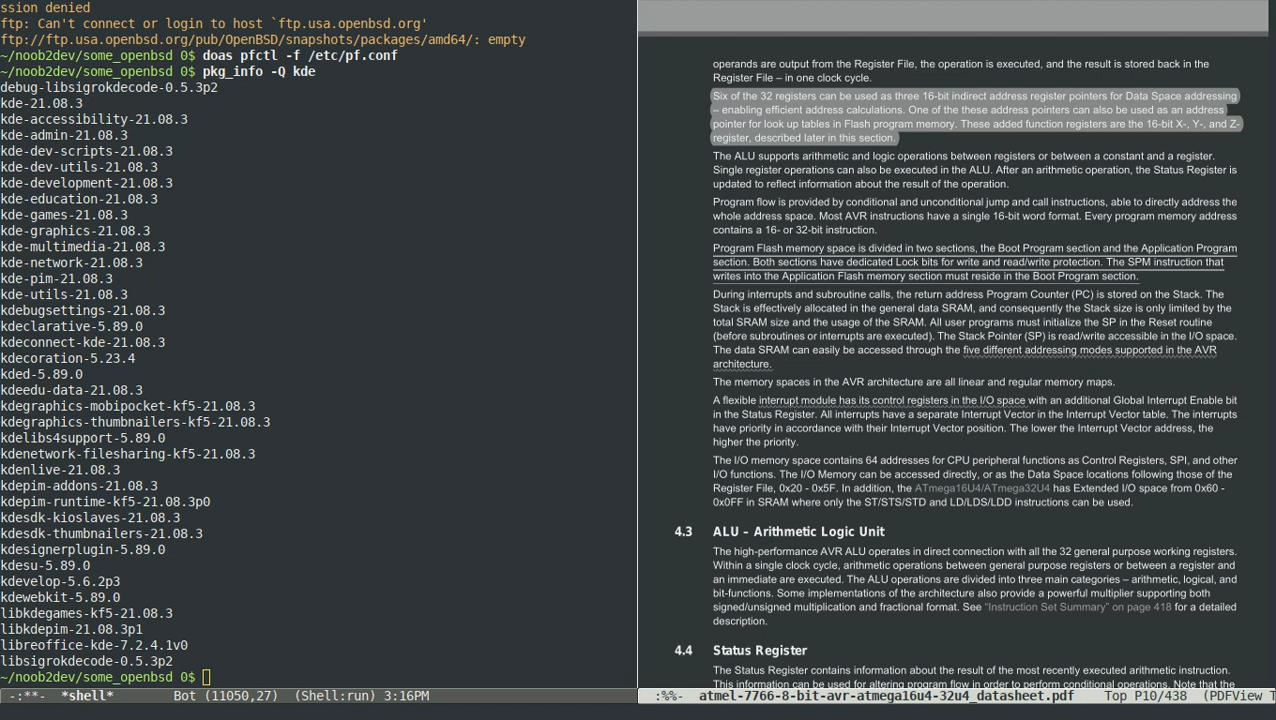 ssion denied
ftp: Can't connect or login to host `ftp.usa.openbsd.org'
ftp://ftp.usa.openbsd.org/pub/OpenBSD/snapshots/packages/amd64/: empty
~/noob2dev/some_openbsd 0$ doas pfctl -f /etc/pf.conf
~/noob2dev/some_openbsd 0$ pkg_info -Q kde
debug-libsigrokdecode-0.5.3p2
kde-21.08.3
kde-accessibility-21.08.3
kde-admin-21.08.3
kde-dev-scripts-21.08.3
kde-dev-utils-21.08.3
kde-development-21.08.3
kde-education-21.08.3
kde-games-21.08.3
kde-graphics-21.08.3
kde-multimedia-21.08.3
kde-network-21.08.3
kde-pim-21.08.3
kde-utils-21.08.3
kdebugsettings-21.08.3
kdeclarative-5.89.0
kdeconnect-kde-21.08.3
kdecoration-5.23.4
kded-5.89.0
kdeedu-data-21.08.3
kdegraphics-mobipocket-kf5-21.08.3
kdegraphics-thumbnailers-kf5-21.08.3
kdelibs4support-5.89.0
kdenetwork-filesharing-kf5-21.08.3
kdenlive-21.08.3
kdepim-addons-21.08.3
kdepim-runtime-kf5-21.08.3p0
kdesdk-kioslaves-21.08.3
kdesdk-thumbnailers-21.08.3
kdesignerplugin-5.89.0
kdesu-5.89.0
kdevelop-5.6.2p3
kdewebkit-5.89.0
libkdegames-kf5-21.08.3
libkdepim-21.08.3p1
libreoffice-kde-7.2.4.1v0
libsigrokdecode-0.5.3p2
~/noob2dev/some_openbsd 0$
-:**- *shell* Bot (11050,27) (Shell:run) 3:16PM
operands are output from the Register File, the operation is executed, and the result is stored back in the
Register File – in one clock cycle.
Six of the 32 registers can be used as three 16-bit indirect address register pointers for Data Space addressing
– enabling efficient address calculations. One of the these address pointers can also be used as an address
pointer for look up tables in Flash program memory. These added function registers are the 16-bit X-, Y-, and Z-
register, described later in this section.
The ALU supports arithmetic and logic operations between registers or between a constant and a register.
Single register operations can also be executed in the ALU. After an arithmetic operation, the Status Register is
updated to reflect information about the result of the operation.
Program flow is provided by conditional and unconditional jump and call instructions, able to directly address the
whole address space. Most AVR instructions have a single 16-bit word format. Every program memory address
contains a 16- or 32-bit instruction.
Program Flash memory space is divided in two sections, the Boot Program section and the Application Program
section. Both sections have dedicated Lock bits for write and read/write protection. The SPM instruction that
writes into the Application Flash memory section must reside in the Boot Program section.
During interrupts and subroutine calls, the return address Program Counter (PC) is stored on the Stack. The
Stack is effectively allocated in the general data SRAM, and consequently the Stack size is only limited by the
total SRAM size and the usage of the SRAM. All user programs must initialize the SP in the Reset routine
(before subroutines or interrupts are executed). The Stack Pointer (SP) is read/write accessible in the I/O space.
The data SRAM can easily be accessed through the five different addressing modes supported in the AVR
architecture.
The memory spaces in the AVR architecture are all linear and regular memory maps.
A flexible interrupt module has its control registers in the I/O space with an additional Global Interrupt Enable bit
in the Status Register. All interrupts have a separate Interrupt Vector in the Interrupt Vector table. The interrupts
have priority in accordance with their Interrupt Vector position. The lower the Interrupt Vector address, the
higher the priority.
The I/O memory space contains 64 addresses for CPU peripheral functions as Control Registers, SPI, and other
I/O functions. The I/O Memory can be accessed directly, or as the Data Space locations following those of the
Register File, 0x20 - 0x5F. In addition, the ATmega16U4/ATmega32U4 has Extended I/O space from 0x60 -
0x0FF in SRAM where only the ST/STS/STD and LD/LDS/LDD instructions can be used.
4.3 ALU – Arithmetic Logic Unit
The high-performance AVR ALU operates in direct connection with all the 32 general purpose working registers.
Within a single clock cycle, arithmetic operations between general purpose registers or between a register and
an immediate are executed. The ALU operations are divided into three main categories – arithmetic, logical, and
bit-functions. Some implementations of the architecture also provide a powerful multiplier supporting both
signed/unsigned multiplication and fractional format. See “Instruction Set Summary” on page 418 for a detailed
description.
4.4 Status Register
The Status Register contains information about the result of the most recently executed arithmetic instruction.
This information can be used for altering program flow in order to perform conditional operations. Note that the
:%%- atmel-7766-8-bit-avr-atmega16u4-32u4_datasheet.pdf Top P10/438 (PDFView T